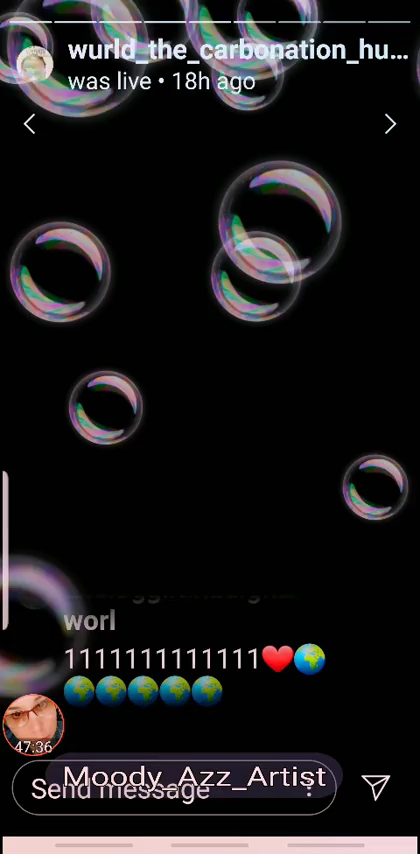 wurld_the_carbonation_hu...
was live • 18h ago
worl
1111111111111❤️🌍
🌍🌍🌍🌍🌍
47:36
Moody_Azz_Artist
Send message